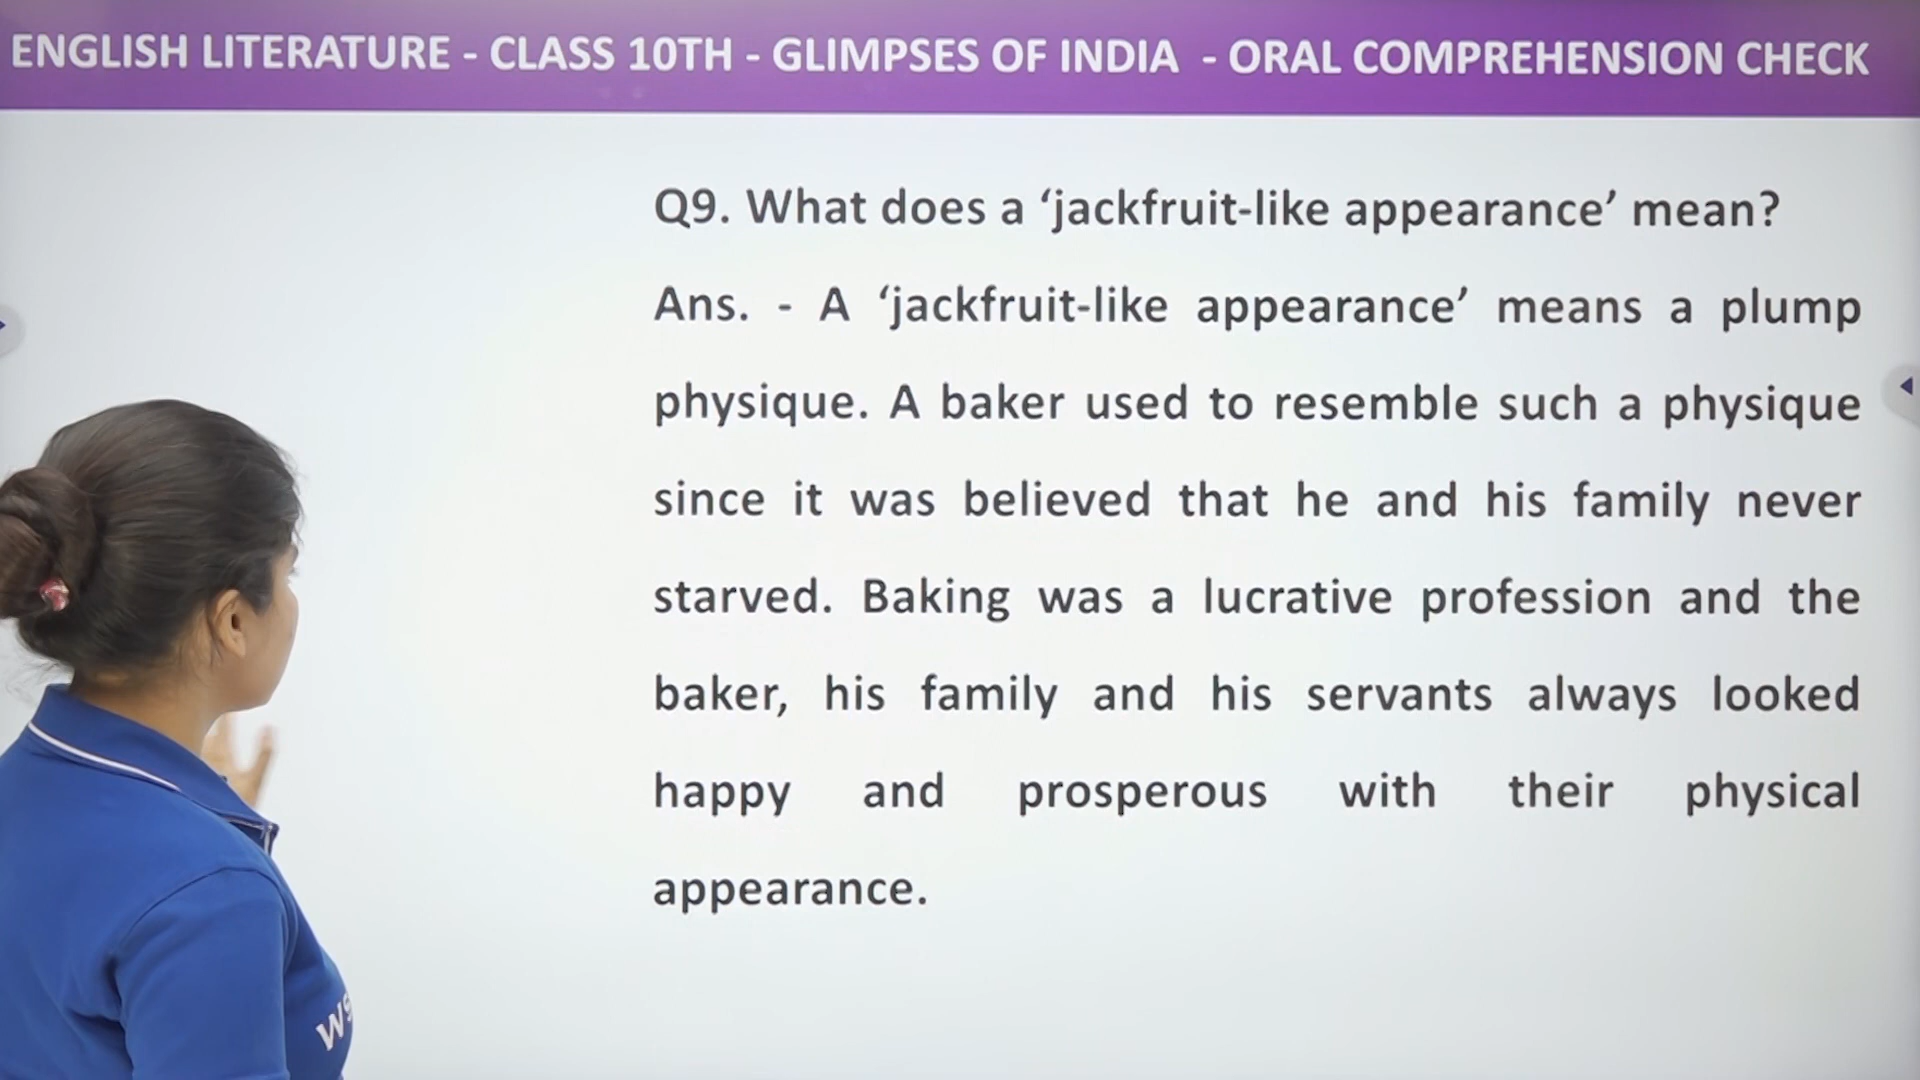 ENGLISH LITERATURE - CLASS 10TH - GLIMPSES OF INDIA - ORAL COMPREHENSION CHECK
Q9. What does a ‘jackfruit-like appearance’ mean?
Ans. - A ‘jackfruit-like appearance’ means a plump
physique. A baker used to resemble such a physique
since it was believed that he and his family never
starved. Baking was a lucrative profession and the
baker, his family and his servants always looked
happy and prosperous with their physical
appearance.